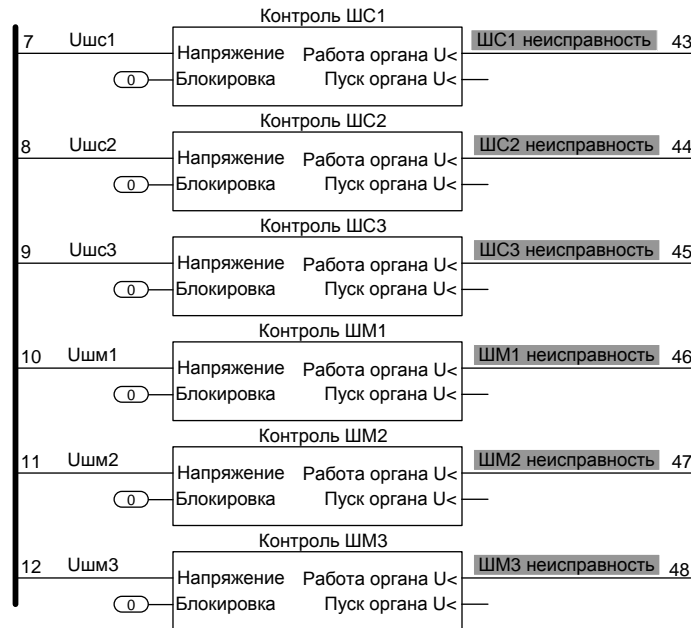 Контроль ШС1
7 Uшс1 Напряжение Работа органа U< ШС1 неисправность 43
0 Блокировка Пуск органа U<
Контроль ШС2
8 Uшс2 Напряжение Работа органа U< ШС2 неисправность 44
0 Блокировка Пуск органа U<
Контроль ШС3
9 Uшс3 Напряжение Работа органа U< ШС3 неисправность 45
0 Блокировка Пуск органа U<
Контроль ШМ1
10 Uшм1 Напряжение Работа органа U< ШМ1 неисправность 46
0 Блокировка Пуск органа U<
Контроль ШМ2
11 Uшм2 Напряжение Работа органа U< ШМ2 неисправность 47
0 Блокировка Пуск органа U<
Контроль ШМ3
12 Uшм3 Напряжение Работа органа U< ШМ3 неисправность 48
0 Блокировка Пуск органа U<